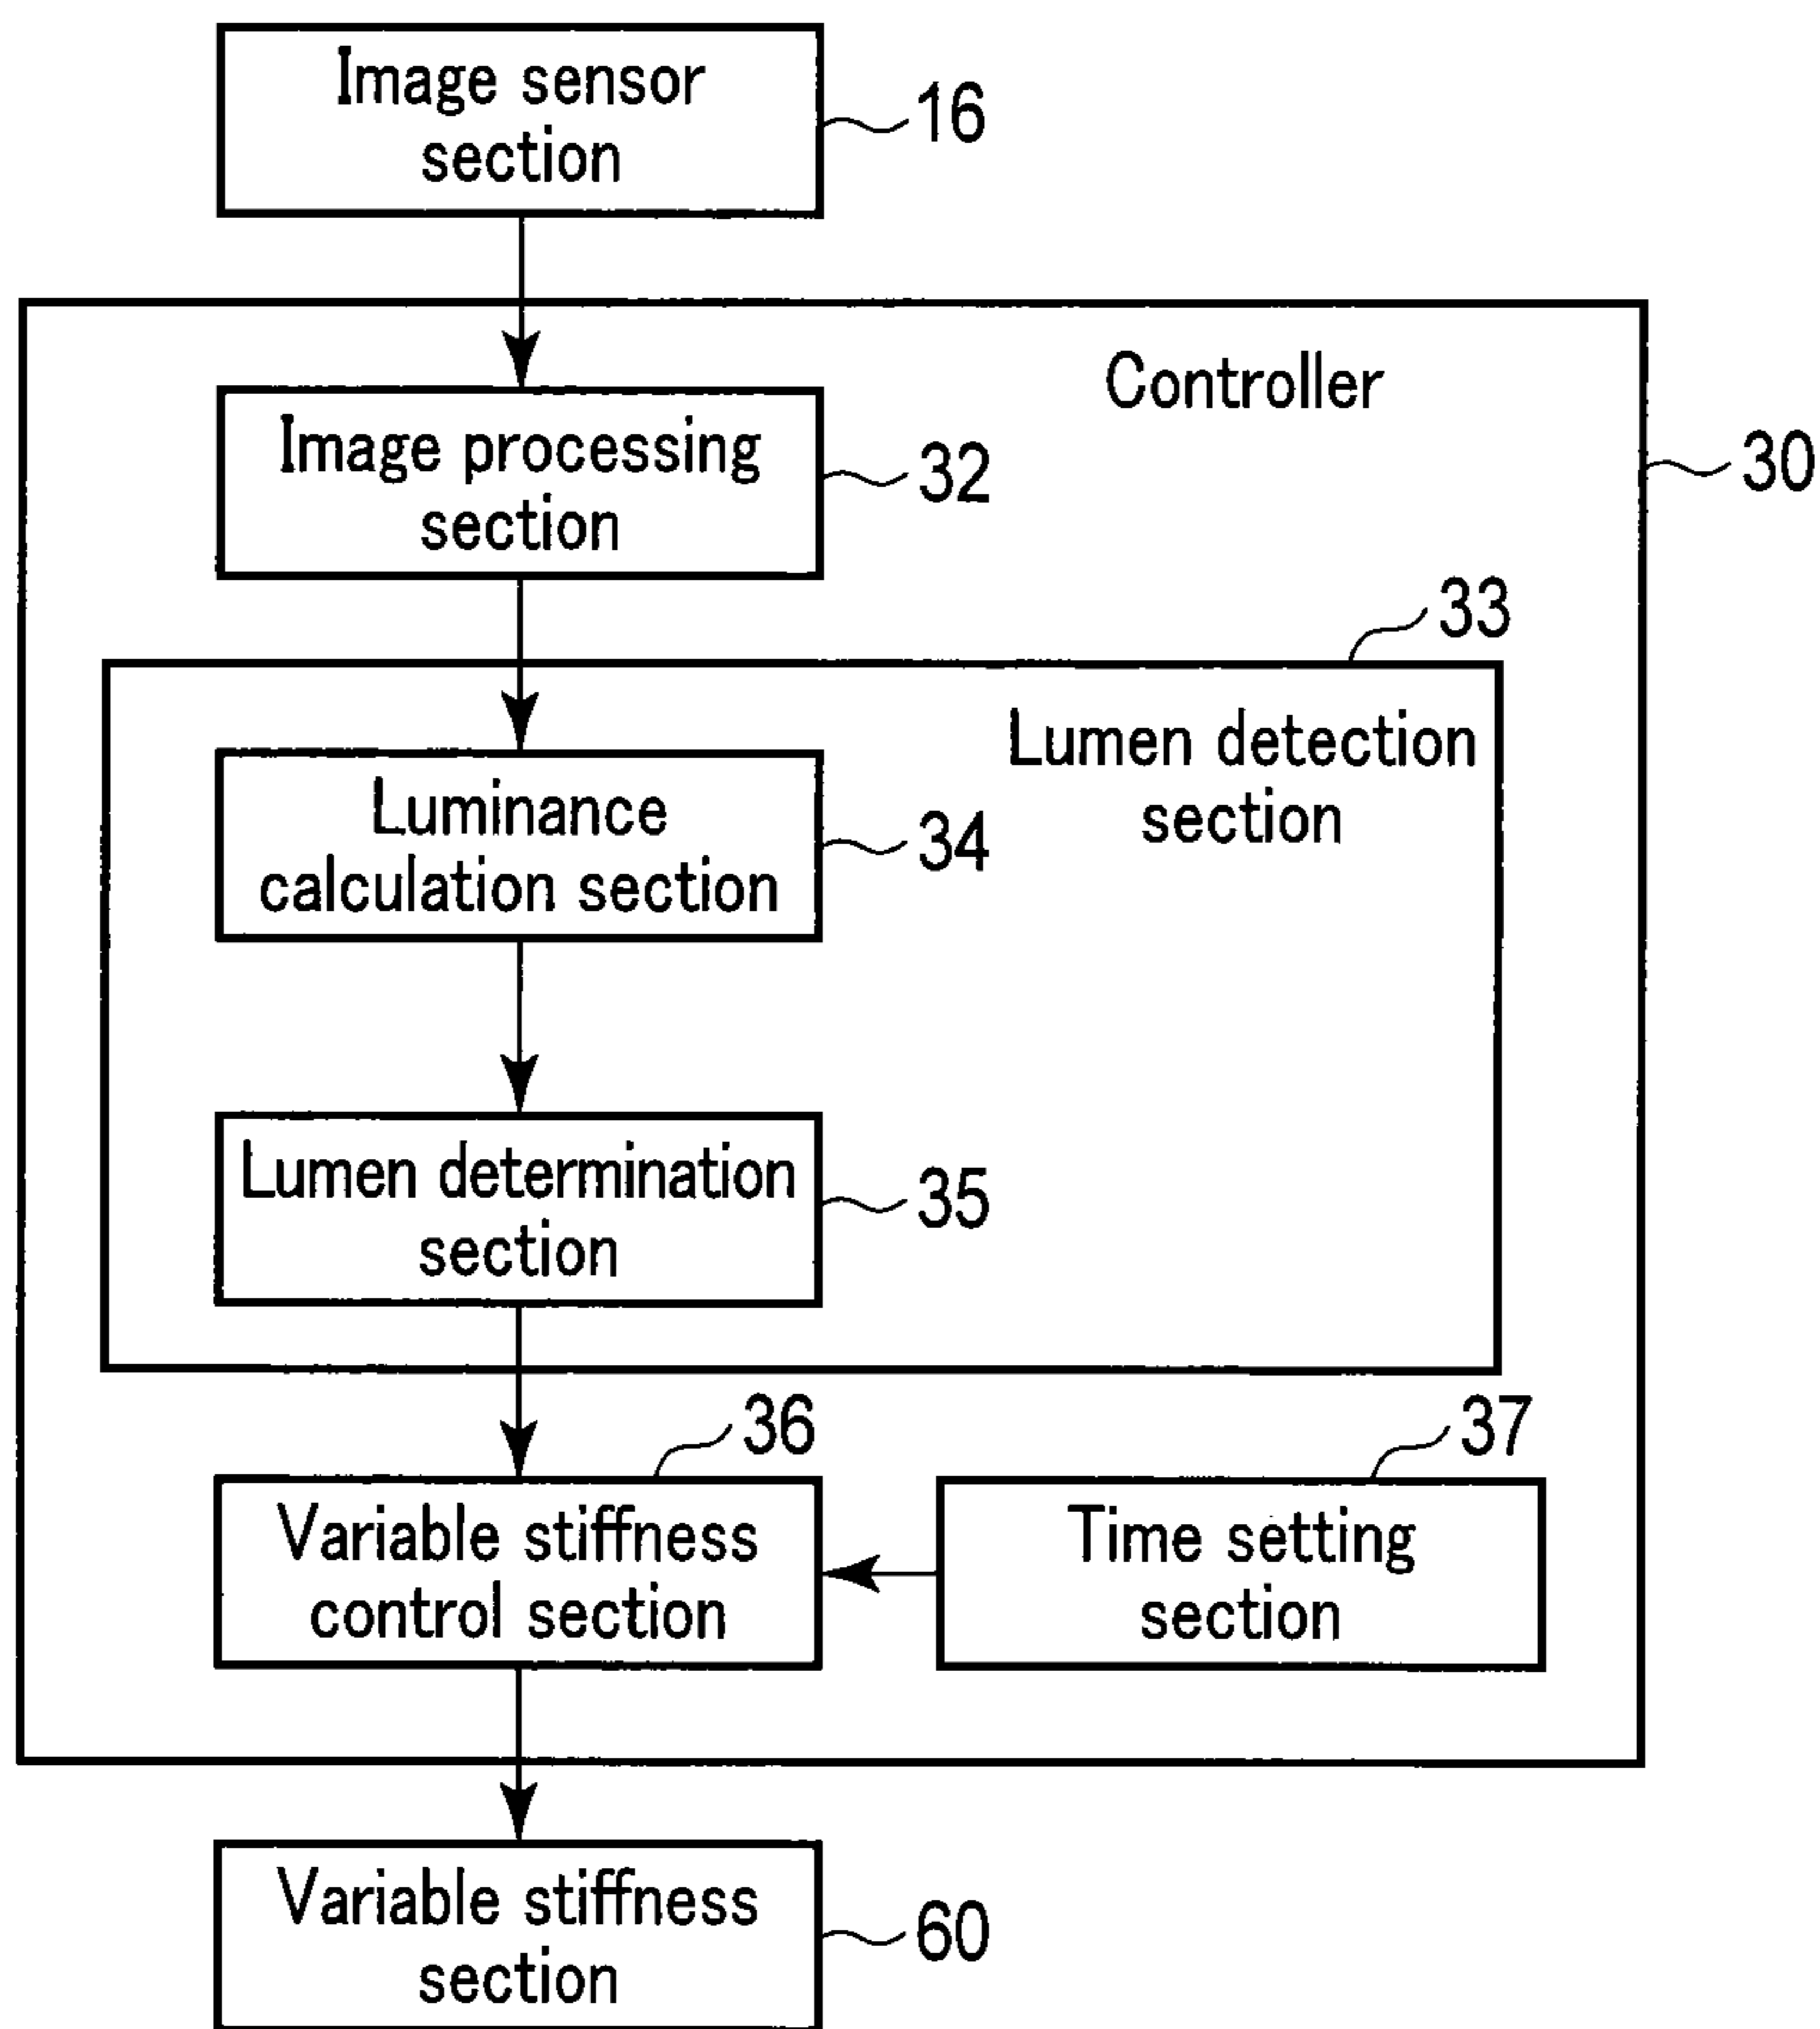 Image sensor
section
16
Controller
30
Image processing
section
32
33
Lumen detection
section
Luminance
calculation section
34
Lumen determination
section
35
36
Variable stiffness
control section
37
Time setting
section
Variable stiffness
section
60